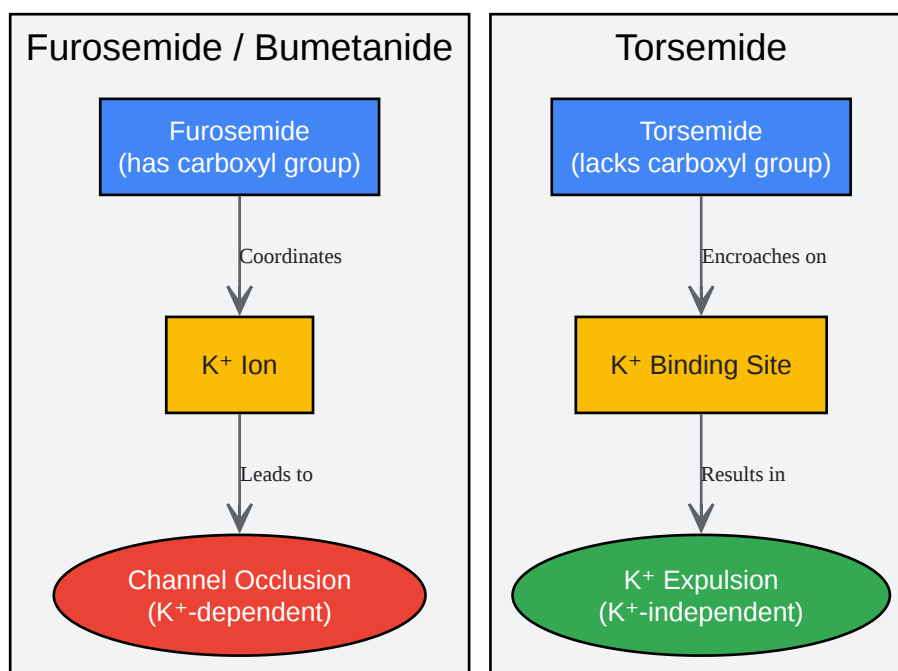 Furosemide / Bumetanide
Furosemide
(has carboxyl group)
Coordinates
K⁺ Ion
Leads to
Channel Occlusion
(K⁺-dependent)
Torsemide
Torsemide
(lacks carboxyl group)
Encroaches on
K⁺ Binding Site
Results in
K⁺ Expulsion
(K⁺-independent)